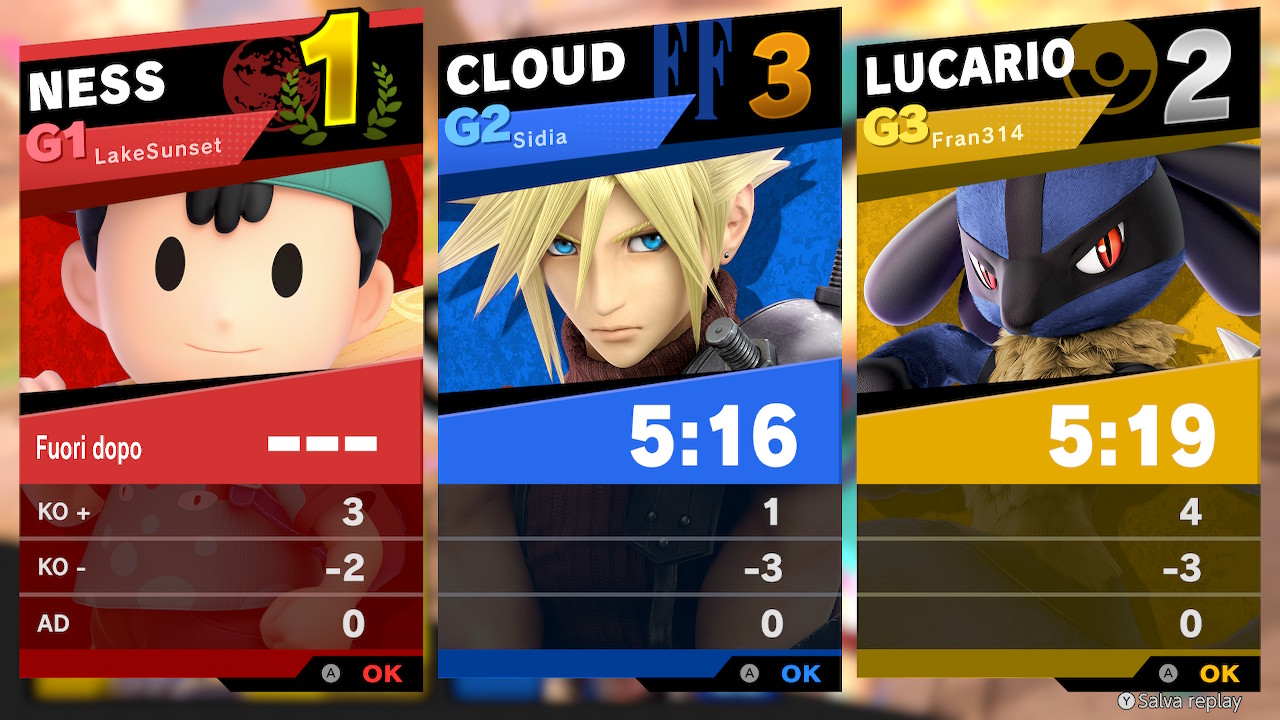 NESS
1
G1 LakeSunset
Fuori dopo ---
KO + 3
KO - -2
AD 0
A OK
CLOUD
FF
3
G2 Sidia
5:16
1
-3
0
A OK
LUCARIO
2
G3 Fran314
5:19
4
-3
0
A OK
Y Salva replay